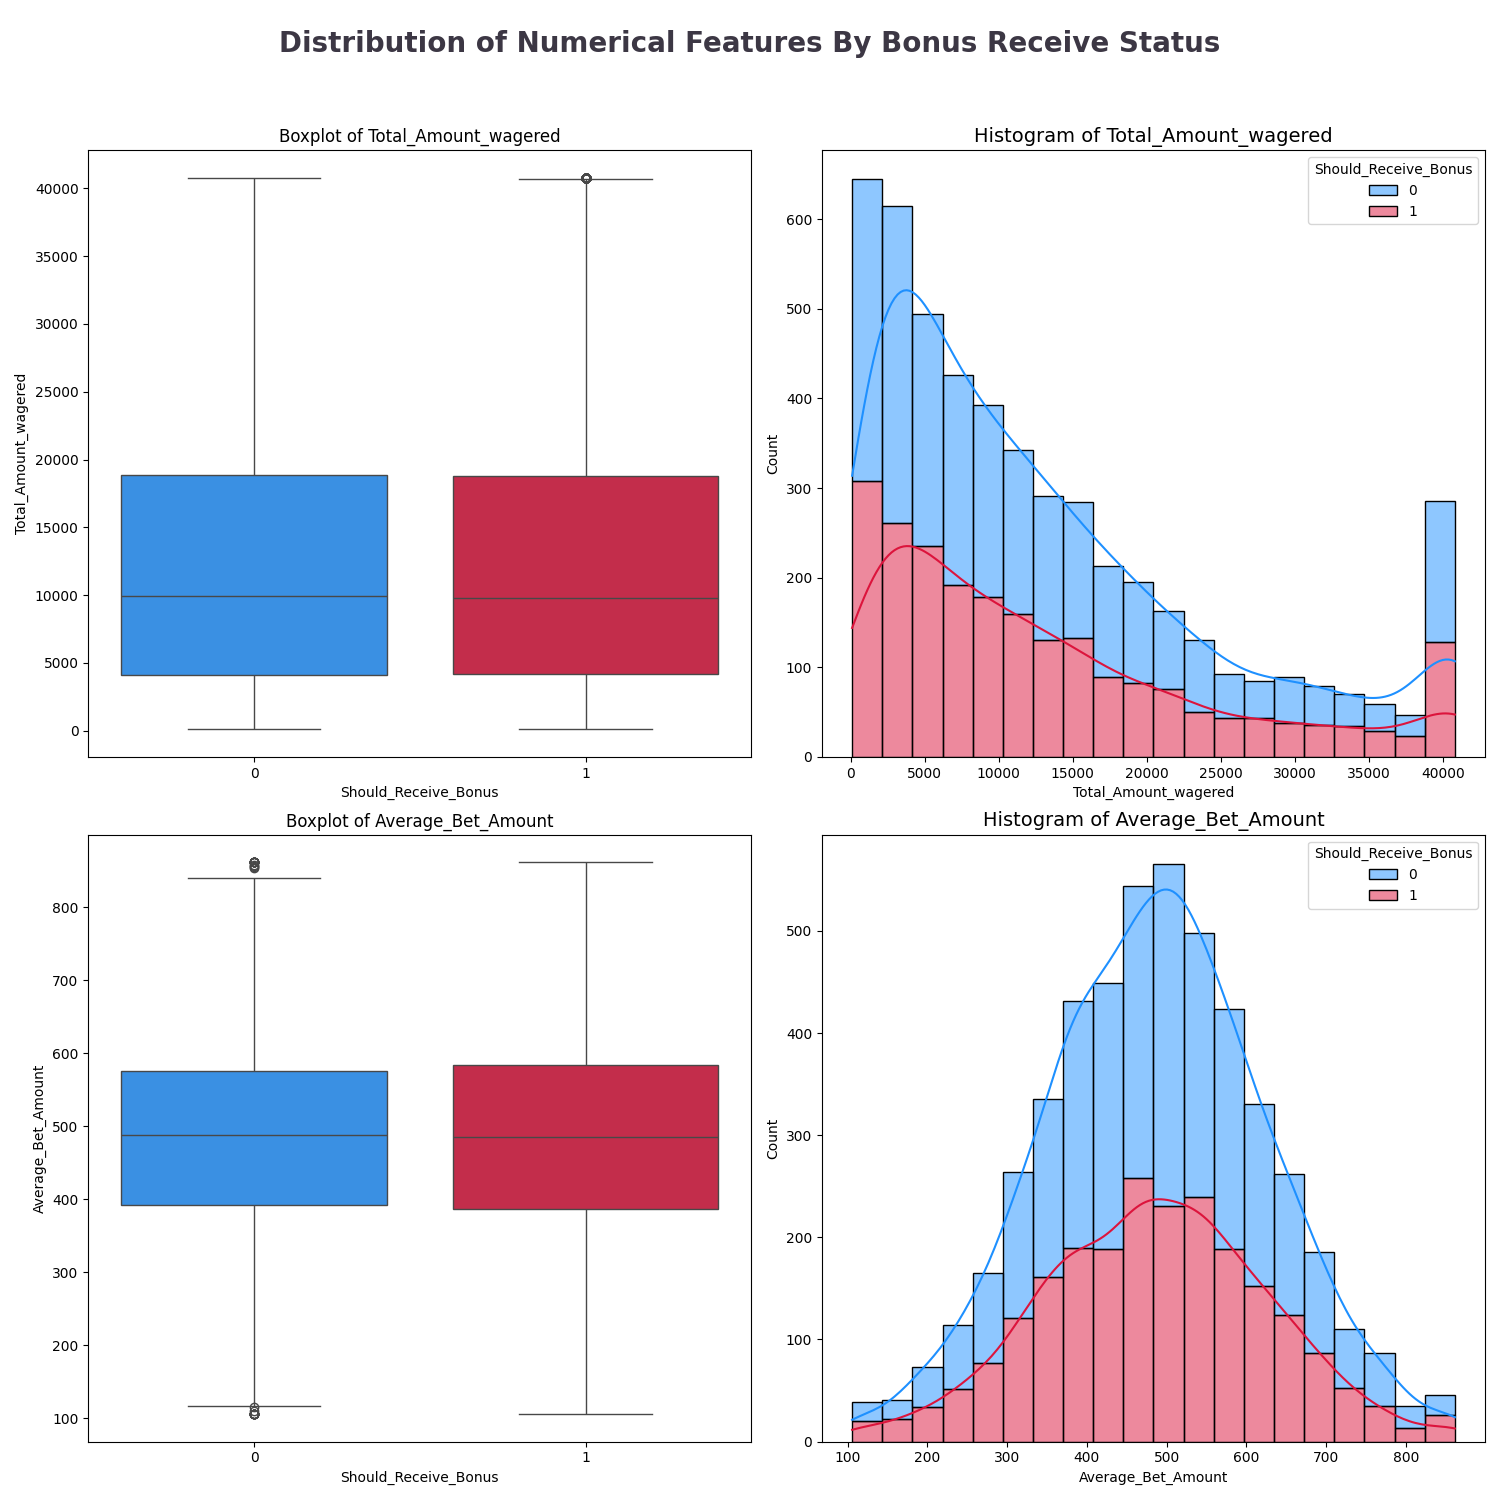 Distribution of Numerical Features By Bonus Receive Status
Boxplot of Total_Amount_wagered
Total_Amount_wagered
40000
35000
30000
25000
20000
15000
10000
5000
0
0 1
Should_Receive_Bonus
Histogram of Total_Amount_wagered
Should_Receive_Bonus
0
1
Count
600
500
400
300
200
100
0
0 5000 10000 15000 20000 25000 30000 35000 40000
Total_Amount_wagered
Boxplot of Average_Bet_Amount
Average_Bet_Amount
800
700
600
500
400
300
200
100
0 1
Should_Receive_Bonus
Histogram of Average_Bet_Amount
Should_Receive_Bonus
0
1
Count
500
400
300
200
100
0
100 200 300 400 500 600 700 800
Average_Bet_Amount